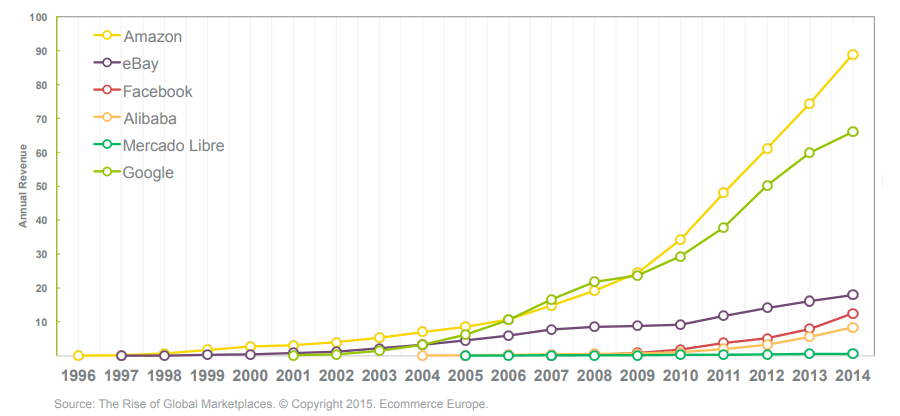 100
90
80
70
60
50
40
30
20
10
Annual Revenue
Amazon
eBay
Facebook
Alibaba
Mercado Libre
Google
1996 1997 1998 1999 2000 2001 2002 2003 2004 2005 2006 2007 2008 2009 2010 2011 2012 2013 2014
Source: The Rise of Global Marketplaces. © Copyright 2015. Ecommerce Europe.